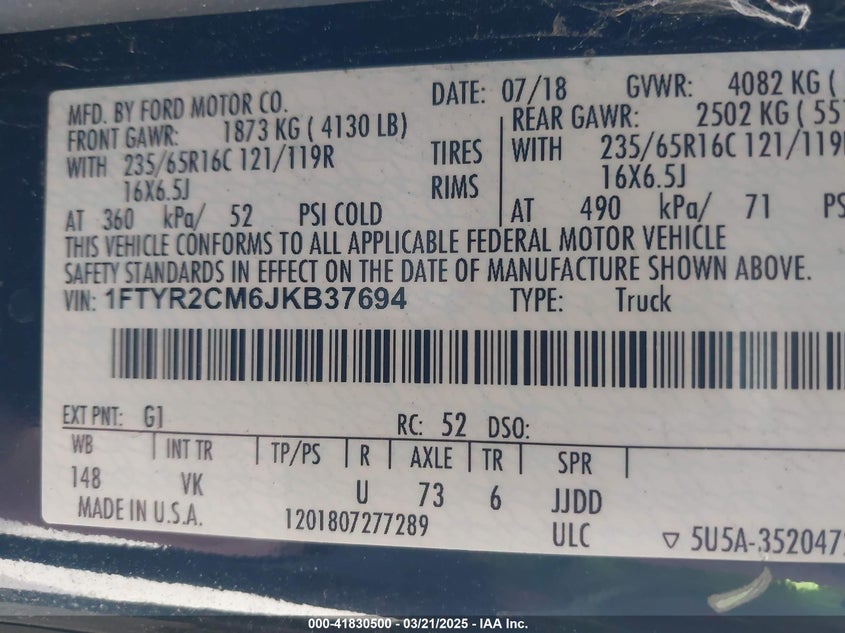 MFD. BY FORD MOTOR CO. DATE: 07/18 GVWR: 4082 KG (
FRONT GAWR: 1873 KG ( 4130 LB) REAR GAWR: 2502 KG ( 55
WITH 235/65R16C 121/119R TIRES WITH 235/65R16C 121/119
16X6.5J RIMS 16X6.5J
AT 360 kPa/ 52 PSI COLD AT 490 kPa/ 71 PS
THIS VEHICLE CONFORMS TO ALL APPLICABLE FEDERAL MOTOR VEHICLE
SAFETY STANDARDS IN EFFECT ON THE DATE OF MANUFACTURE SHOWN ABOVE.
VIN: 1FTYR2CM6JKB37694 TYPE: Truck
EXT PNT: G1 RC: 52 DSO:
WB INT TR TP/PS R AXLE TR SPR
148 VK U 73 6 JJDD
MADE IN U.S.A. 1201807277289 ULC ▽ 5U5A-352047
000-41830500 - 03/21/2025 - IAA Inc.